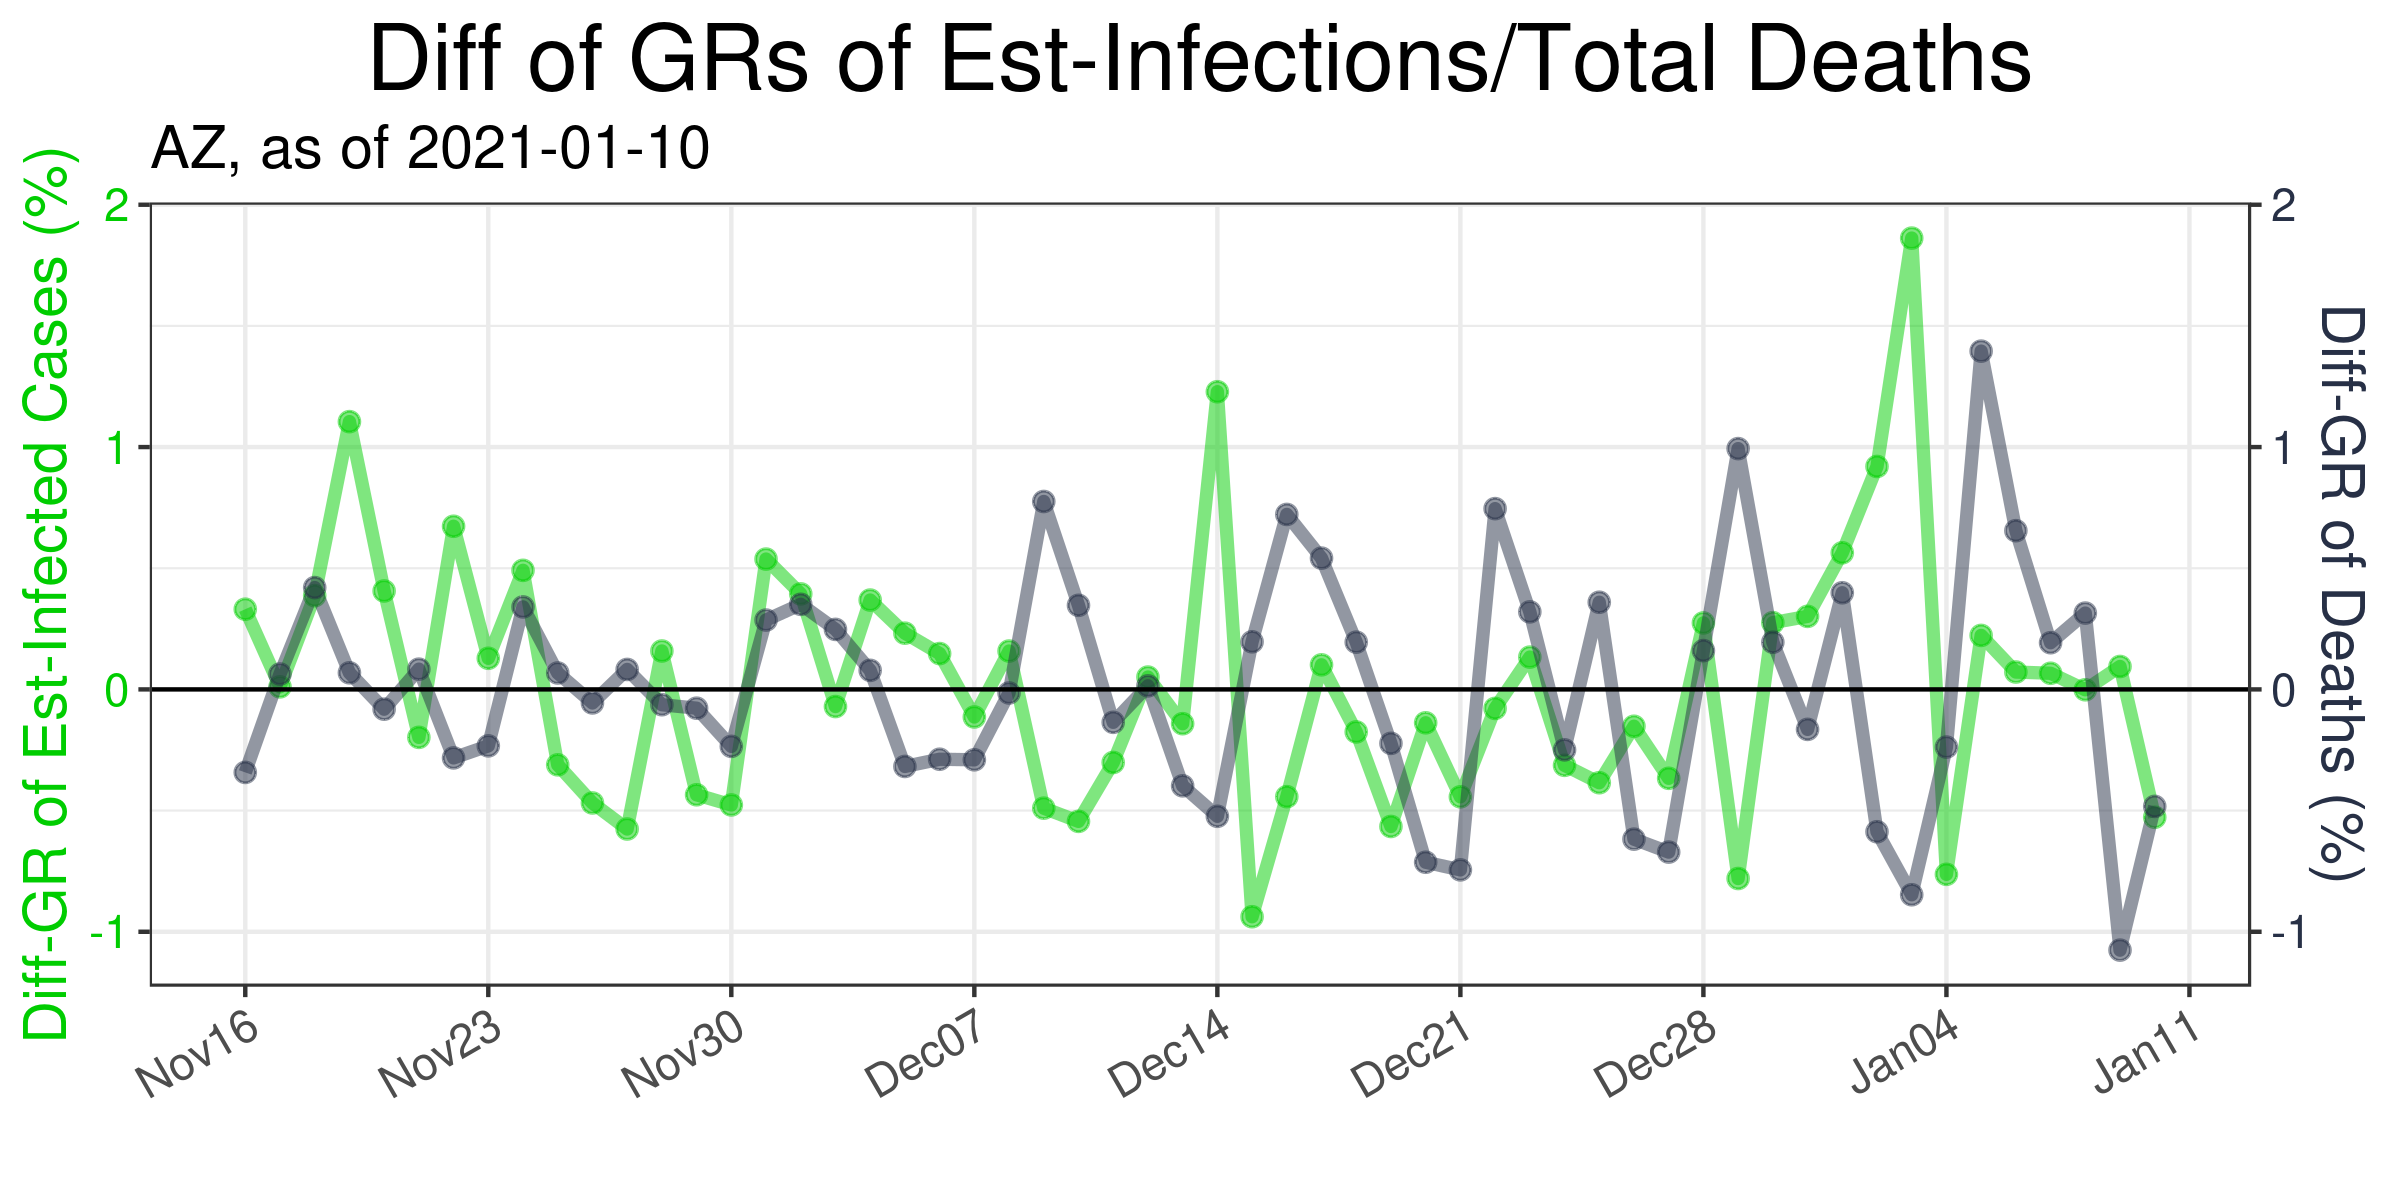 Diff of GRs of Est-Infections/Total Deaths
AZ, as of 2021-01-10
Diff-GR of Est-Infected Cases (%)
2
1
0
-1
2
1
0
-1
Diff-GR of Deaths (%)
Nov16
Nov23
Nov30
Dec07
Dec14
Dec21
Dec28
Jan04
Jan11